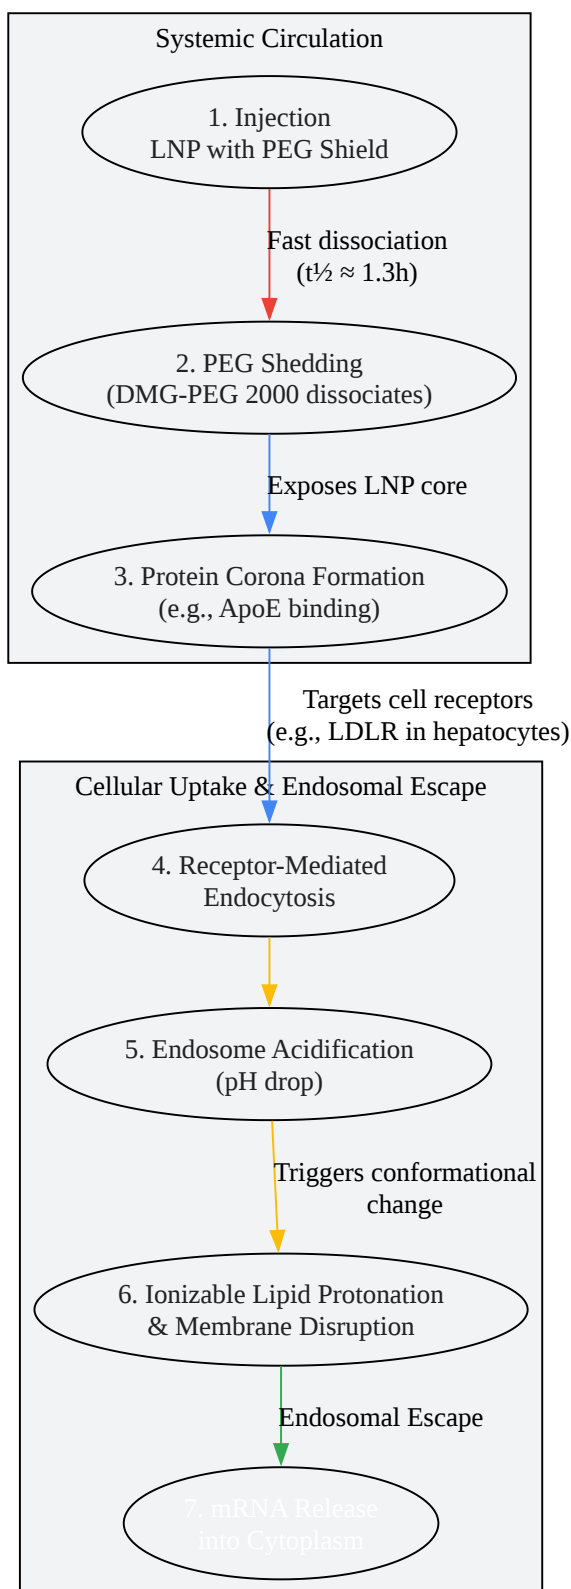 Systemic Circulation
1. Injection
LNP with PEG Shield
Fast dissociation
(t½ ≈ 1.3h)
2. PEG Shedding
(DMG-PEG 2000 dissociates)
Exposes LNP core
3. Protein Corona Formation
(e.g., ApoE binding)
Targets cell receptors
(e.g., LDLR in hepatocytes)
Cellular Uptake & Endosomal Escape
4. Receptor-Mediated
Endocytosis
5. Endosome Acidification
(pH drop)
Triggers conformational
change
6. Ionizable Lipid Protonation
& Membrane Disruption
Endosomal Escape
7. mRNA Release
into Cytoplasm